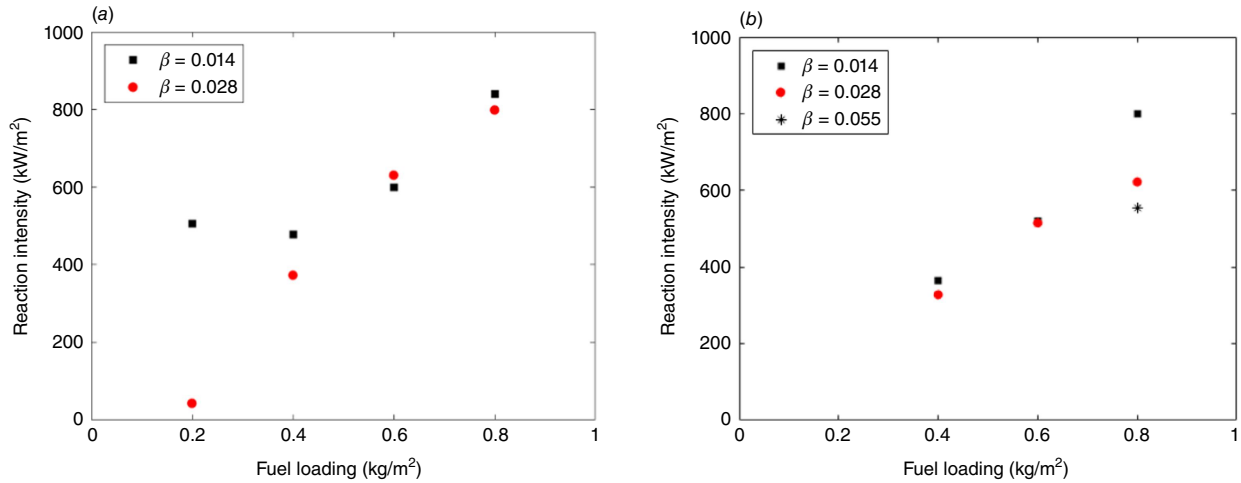 (a)
1000
800
600
400
200
0
β = 0.014
β = 0.028
Reaction intensity (kW/m²)
0 0.2 0.4 0.6 0.8 1
Fuel loading (kg/m²)
(b)
1000
800
600
400
200
0
β = 0.014
β = 0.028
β = 0.055
Reaction intensity (kW/m²)
0 0.2 0.4 0.6 0.8 1
Fuel loading (kg/m²)